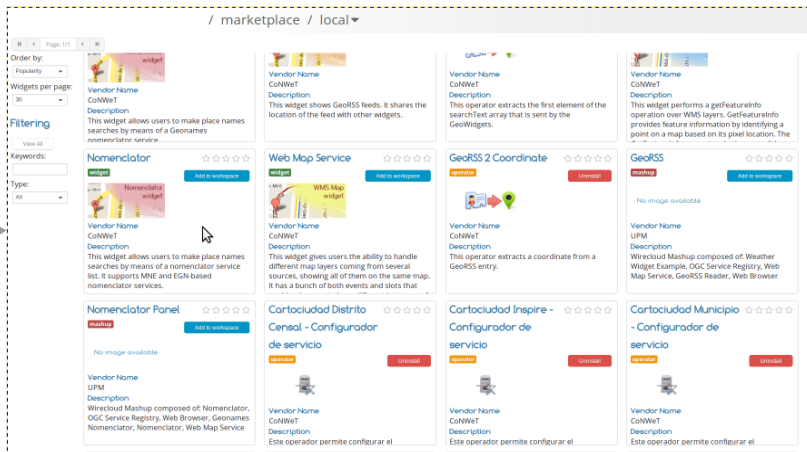 / marketplace / local
Page: 1/1
Order by:
Popularity
Widgets per page:
30
Filtering
View All
Keywords:
Type:
All
widget
Vendor Name
CoNWeT
Description
This widget allows users to make place names
searches by means of a Geonames
nomenclator service
Vendor Name
CoNWeT
Description
This widget shows GeoRSS feeds. It shares the
location of the feed with other widgets.
Vendor Name
CoNWeT
Description
This operator extracts the first element of the
searchText array that is sent by the
GeoWidgets.
Vendor Name
CoNWeT
Description
This widget performs a getFeatureInfo
operation over WMS layers. GetFeatureInfo
provides feature information by identifying a
point on a map based on its pixel location. The
Nomenclator
widget
Add to workspace
Nomenclator
widget
Vendor Name
CoNWeT
Description
This widget allows users to make place names
searches by means of a nomenclator service
list. It supports MNE and EGN-based
nomenclator services.
Web Map Service
widget
Add to workspace
WMS Map
widget
Vendor Name
CoNWeT
Description
This widget gives users the ability to handle
different map layers coming from several
sources, showing all of them on the same map.
It has a bunch of both events and slots that
GeoRSS 2 Coordinate
operator
Uninstall
Vendor Name
CoNWeT
Description
This operator extracts a coordinate from a
GeoRSS entry.
GeoRSS
mashup
Add to workspace
No image available
Vendor Name
UPM
Description
Wirecloud Mashup composed of: Weather
Widget Example, OGC Service Registry, Web
Map Service, GeoRSS Reader, Web Browser
Nomenclator Panel
mashup
Add to workspace
No image available
Vendor Name
UPM
Description
Wirecloud Mashup composed of: Nomenclator,
OGC Service Registry, Web Browser, Geonames
Nomenclator, Nomenclator, Web Map Service
Cartociudad Distrito
Censal - Configurador
de servicio
operator
Uninstall
Vendor Name
CoNWeT
Description
Este operador permite configurar el
Cartociudad Inspire -
Configurador de
servicio
operator
Uninstall
Vendor Name
CoNWeT
Description
Este operador permite configurar el
Cartociudad Municipio
- Configurador de
servicio
operator
Uninstall
Vendor Name
CoNWeT
Description
Este operador permite configurar el